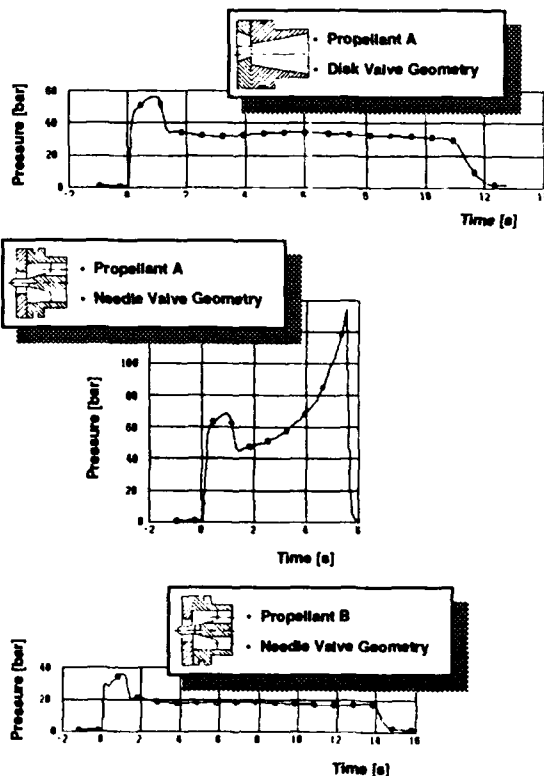 • Propellant A
• Disk Valve Geometry
Pressure [bar]
60
40
20
0
-2 0 2 4 6 8 10 12
Time [s]
• Propellant A
• Needle Valve Geometry
Pressure [bar]
100
80
60
40
20
0
-2 0 2 4 6
Time [s]
• Propellant B
• Needle Valve Geometry
Pressure [bar]
40
20
0
-2 0 2 4 6 8 10 12 14 16
Time [s]